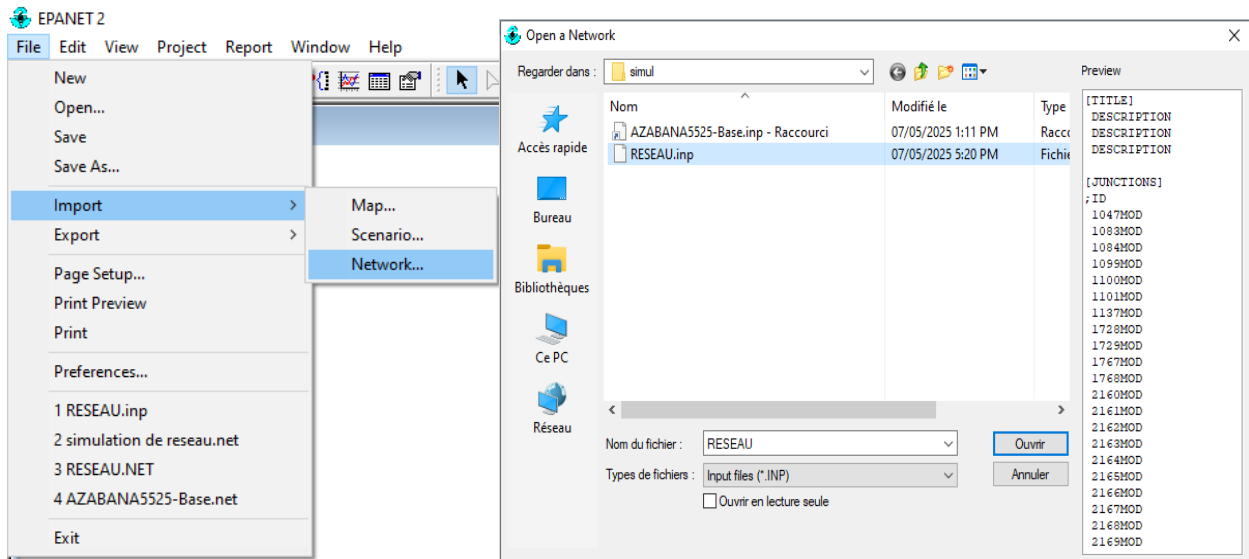 EPANET 2
File Edit View Project Report Window Help
New
Open...
Save
Save As...
Import
Export
Page Setup...
Print Preview
Print
Preferences...
1 RESEAU.inp
2 simulation de reseau.net
3 RESEAU.NET
4 AZABANA5525-Base.net
Exit
Map...
Scenario...
Network...
Open a Network
Regarder dans : simul
Accès rapide
Bureau
Bibliothèques
Ce PC
Réseau
Nom Modifié le Type
AZABANA5525-Base.inp - Raccourci 07/05/2025 1:11 PM Racco
RESEAU.inp 07/05/2025 5:20 PM Fichie
Nom du fichier : RESEAU Ouvrir
Types de fichiers : Input files (*.INP) Annuler
Ouvrir en lecture seule
Preview
[TITLE]
DESCRIPTION
DESCRIPTION
DESCRIPTION
[JUNCTIONS]
;ID
1047MOD
1083MOD
1084MOD
1099MOD
1100MOD
1101MOD
1137MOD
1728MOD
1729MOD
1767MOD
1768MOD
2160MOD
2161MOD
2162MOD
2163MOD
2164MOD
2165MOD
2166MOD
2167MOD
2168MOD
2169MOD